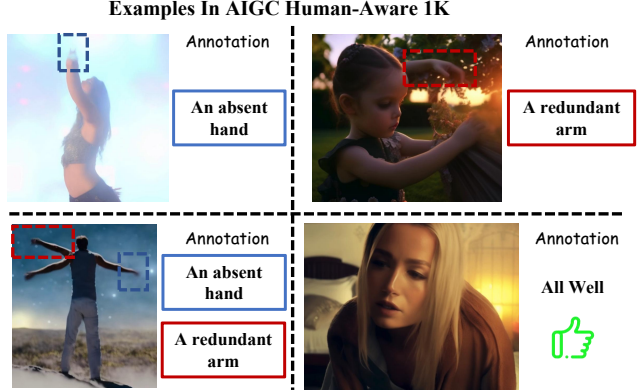 Examples In AIGC Human-Aware 1K
Annotation
An absent
hand
Annotation
A redundant
arm
Annotation
An absent
hand
A redundant
arm
Annotation
All Well